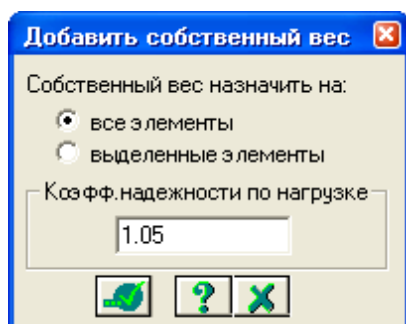 Добавить собственный вес
Собственный вес назначить на:
все элементы
выделенные элементы
Коэфф.надежности по нагрузке
1.05
?